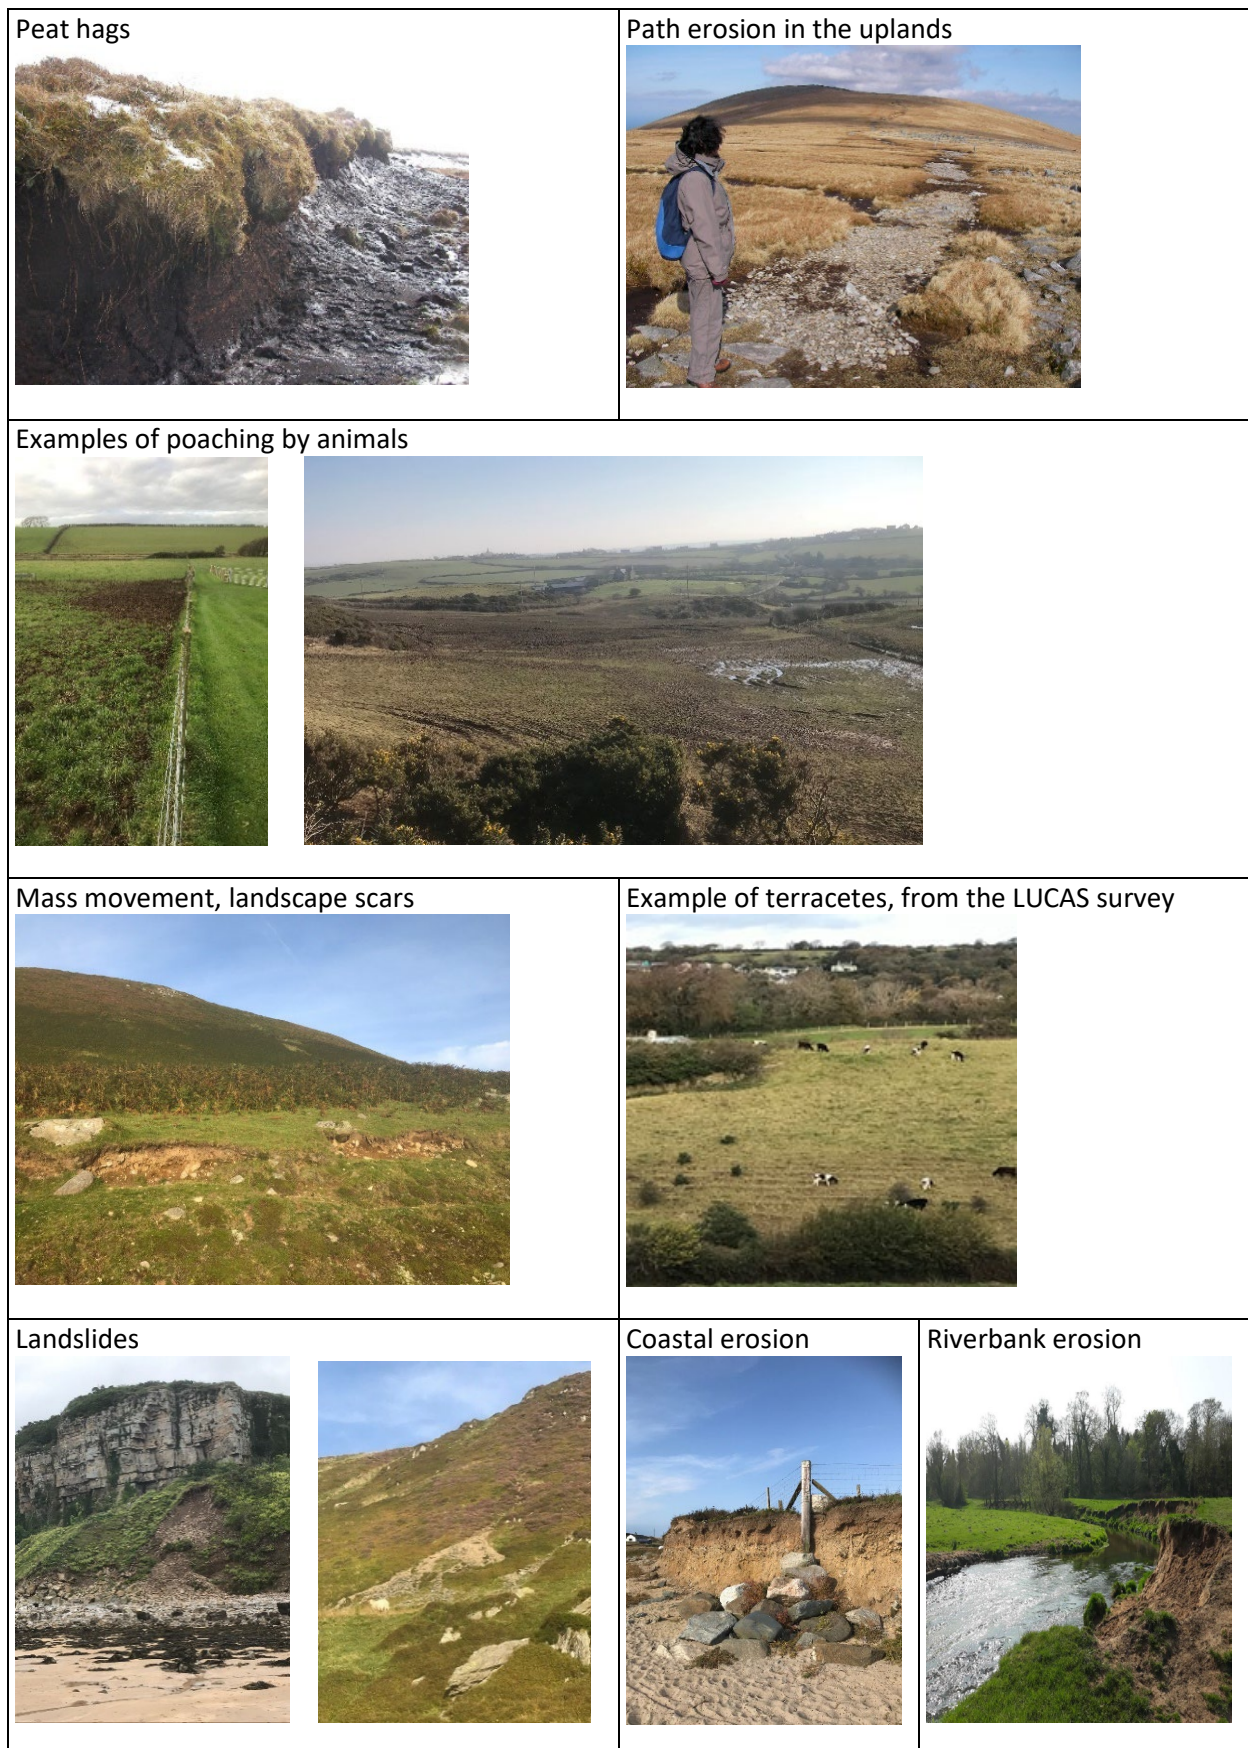 Peat hags
Path erosion in the uplands
Examples of poaching by animals
Mass movement, landscape scars
Example of terracetes, from the LUCAS survey
Landslides
Coastal erosion
Riverbank erosion